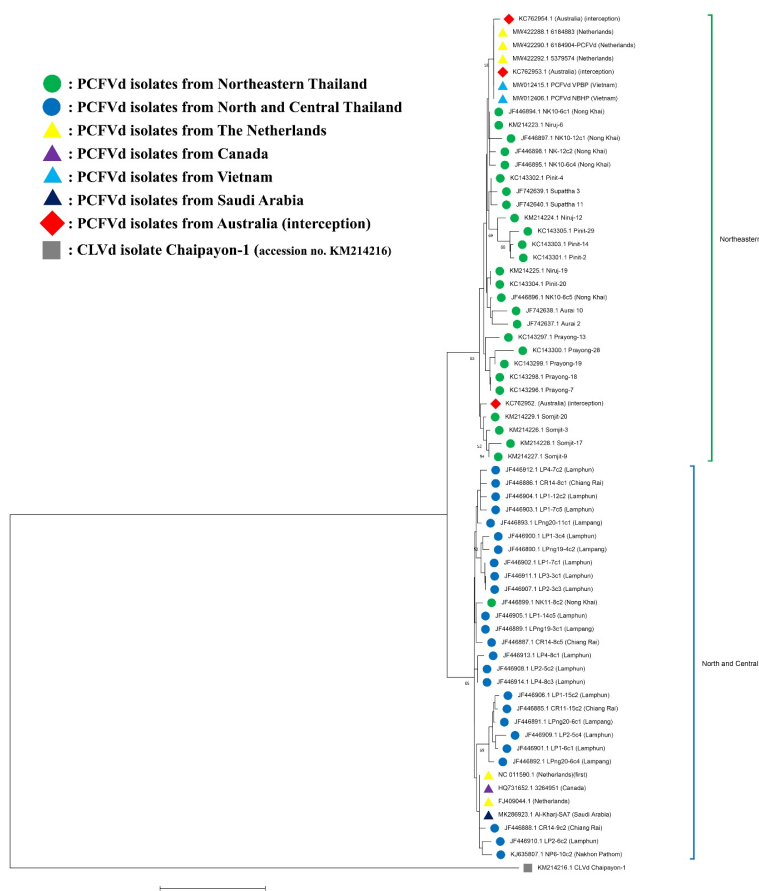 : PCFVd isolates from Northeastern Thailand
: PCFVd isolates from North and Central Thailand
: PCFVd isolates from The Netherlands
: PCFVd isolates from Canada
: PCFVd isolates from Vietnam
: PCFVd isolates from Saudi Arabia
: PCFVd isolates from Australia (interception)
: CLVd isolate Chaipayon-1 (accession no. KM214216)
KC762954.1 (Australia) (interception)
MW422288.1 6184883 (Netherlands)
MW422290.1 6184904-PCFVd (Netherlands)
MW422292.1 5379574 (Netherlands)
KC762953.1 (Australia) (interception)
MW012415.1 PCFVd VPBP (Vietnam)
MW012406.1 PCFVd NBHP (Vietnam)
JF446894.1 NK10-6c1 (Nong Khai)
KM214223.1 Niruj-6
JF446897.1 NK10-12c1 (Nong Khai)
JF446898.1 NK-12c2 (Nong Khai)
JF446895.1 NK10-6c4 (Nong Khai)
KC143302.1 Pinit-4
JF742639.1 Supattha 3
JF742640.1 Supattha 11
KM214224.1 Niruj-12
KC143305.1 Pinit-29
KC143303.1 Pinit-14
KC143301.1 Pinit-2
KM214225.1 Niruj-19
KC143304.1 Pinit-20
JF446896.1 NK10-6c5 (Nong Khai)
JF742638.1 Aurai 10
JF742637.1 Aurai 2
KC143297.1 Prayong-13
KC143300.1 Prayong-28
KC143299.1 Prayong-19
KC143298.1 Prayong-18
KC143296.1 Prayong-7
KC762952. (Australia) (interception)
KM214229.1 Somjit-20
KM214226.1 Somjit-3
KM214228.1 Somjit-17
KM214227.1 Somjit-9
Northeastern
JF446912.1 LP4-7c2 (Lamphun)
JF446886.1 CR14-8c1 (Chiang Rai)
JF446904.1 LP1-12c2 (Lamphun)
JF446903.1 LP1-7c5 (Lamphun)
JF446893.1 LPng20-11c1 (Lampang)
JF446900.1 LP1-3c4 (Lamphun)
JF446890.1 LPng19-4c2 (Lampang)
JF446902.1 LP1-7c1 (Lamphun)
JF446911.1 LP3-3c1 (Lamphun)
JF446907.1 LP2-3c3 (Lamphun)
JF446899.1 NK11-8c2 (Nong Khai)
JF446905.1 LP1-14c5 (Lamphun)
JF446889.1 LPng19-3c1 (Lampang)
JF446887.1 CR14-8c5 (Chiang Rai)
JF446913.1 LP4-8c1 (Lamphun)
JF446908.1 LP2-5c2 (Lamphun)
JF446914.1 LP4-8c3 (Lamphun)
JF446906.1 LP1-15c2 (Lamphun)
JF446885.1 CR11-15c2 (Chiang Rai)
JF446891.1 LPng20-6c1 (Lampang)
JF446909.1 LP2-5c4 (Lamphun)
JF446901.1 LP1-6c1 (Lamphun)
JF446892.1 LPng20-6c4 (Lampang)
NC 011590.1 (Netherlands)(first)
HQ731652.1 3264951 (Canada)
FJ409044.1 (Netherlands)
MK286923.1 Al-Kharj-SA7 (Saudi Arabia)
JF446888.1 CR14-9c2 (Chiang Rai)
JF446910.1 LP2-6c2 (Lamphun)
KJ635807.1 NP6-10c2 (Nakhon Pathom)
North and Central
KM214216.1 CLVd Chaipayon-1